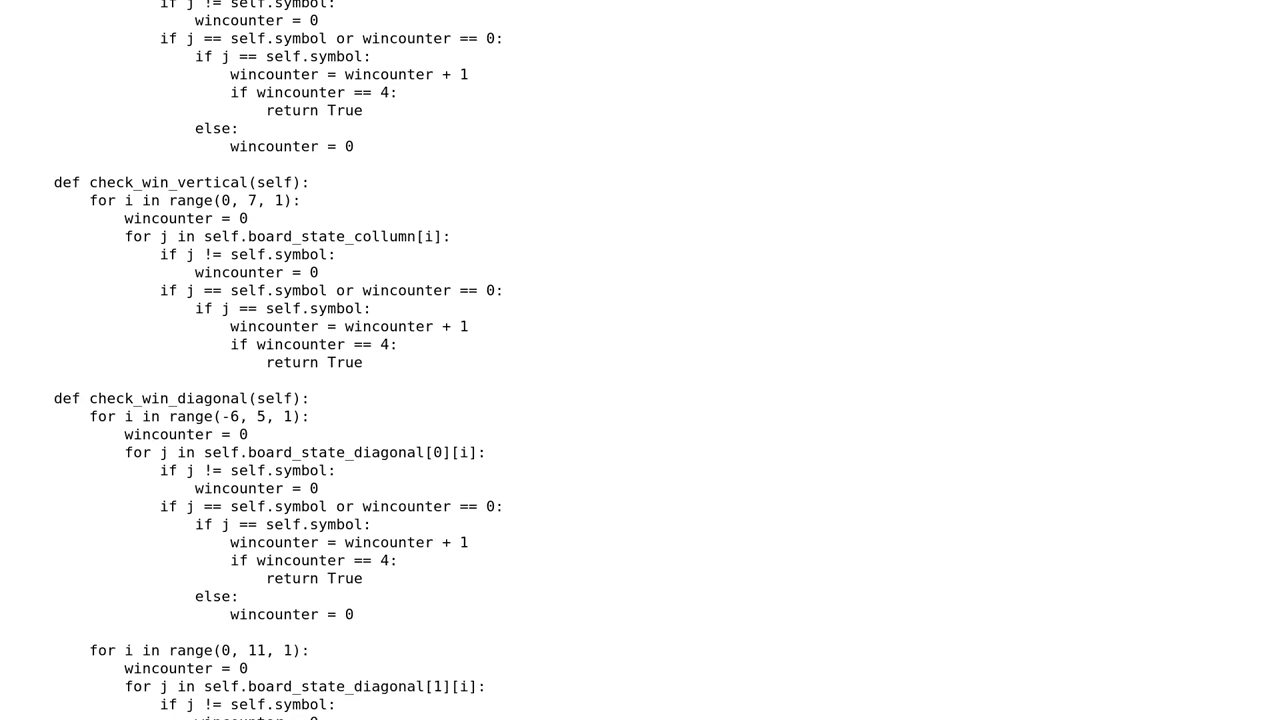 if j != self.symbol:
wincounter = 0
if j == self.symbol or wincounter == 0:
if j == self.symbol:
wincounter = wincounter + 1
if wincounter == 4:
return True
else:
wincounter = 0
def check_win_vertical(self):
for i in range(0, 7, 1):
wincounter = 0
for j in self.board_state_collumn[i]:
if j != self.symbol:
wincounter = 0
if j == self.symbol or wincounter == 0:
if j == self.symbol:
wincounter = wincounter + 1
if wincounter == 4:
return True
def check_win_diagonal(self):
for i in range(-6, 5, 1):
wincounter = 0
for j in self.board_state_diagonal[0][i]:
if j != self.symbol:
wincounter = 0
if j == self.symbol or wincounter == 0:
if j == self.symbol:
wincounter = wincounter + 1
if wincounter == 4:
return True
else:
wincounter = 0
for i in range(0, 11, 1):
wincounter = 0
for j in self.board_state_diagonal[1][i]:
if j != self.symbol:
wincounter = 0